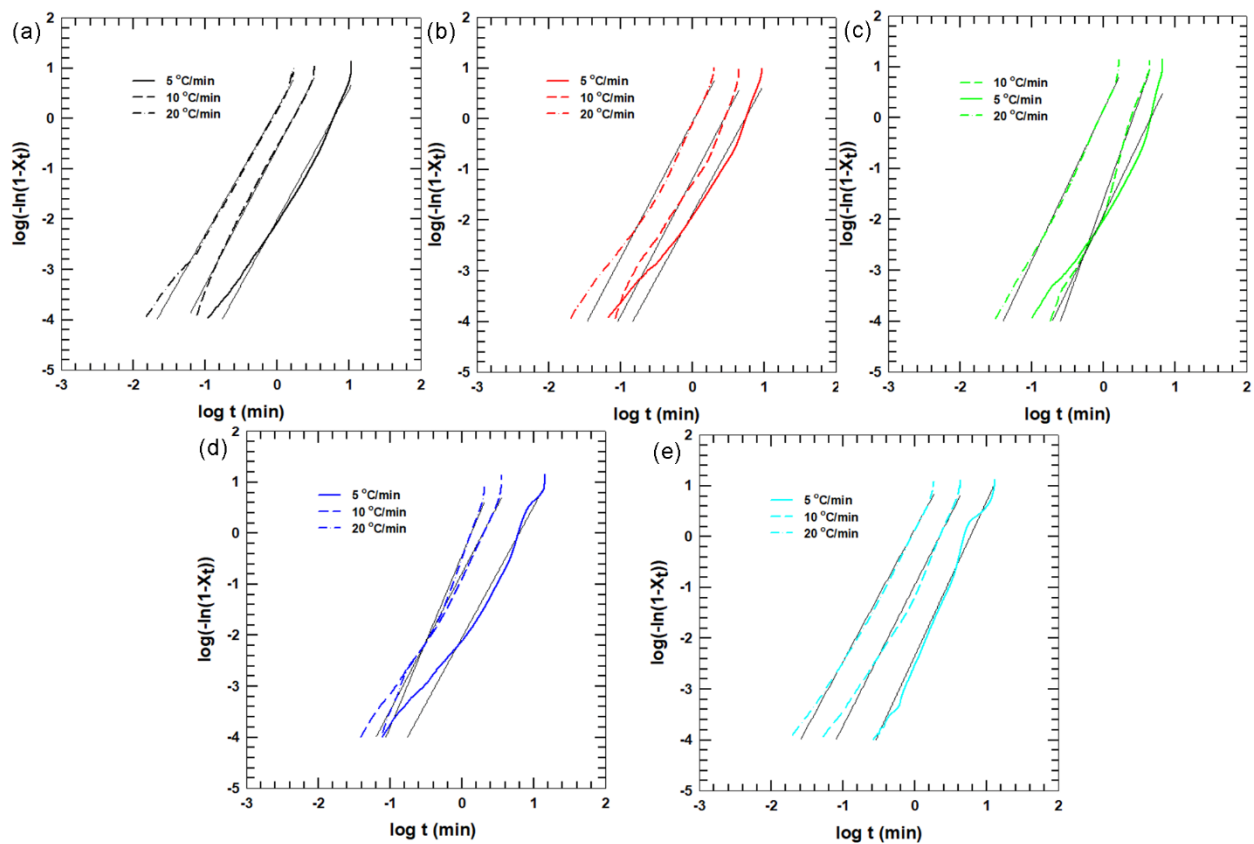 (a)
2
1
0
-1
-2
-3
-4
-5
log(-ln(1-Xt))
5 °C/min
10 °C/min
20 °C/min
-3 -2 -1 0 1 2
log t (min)
(b)
2
1
0
-1
-2
-3
-4
-5
log(-ln(1-Xt))
5 °C/min
10 °C/min
20 °C/min
-3 -2 -1 0 1 2
log t (min)
(c)
2
1
0
-1
-2
-3
-4
-5
log(-ln(1-Xt))
10 °C/min
5 °C/min
20 °C/min
-3 -2 -1 0 1 2
log t (min)
(d)
2
1
0
-1
-2
-3
-4
-5
log(-ln(1-Xt))
5 °C/min
10 °C/min
20 °C/min
-3 -2 -1 0 1 2
log t (min)
(e)
2
1
0
-1
-2
-3
-4
-5
log(-ln(1-Xt))
5 °C/min
10 °C/min
20 °C/min
-3 -2 -1 0 1 2
log t (min)